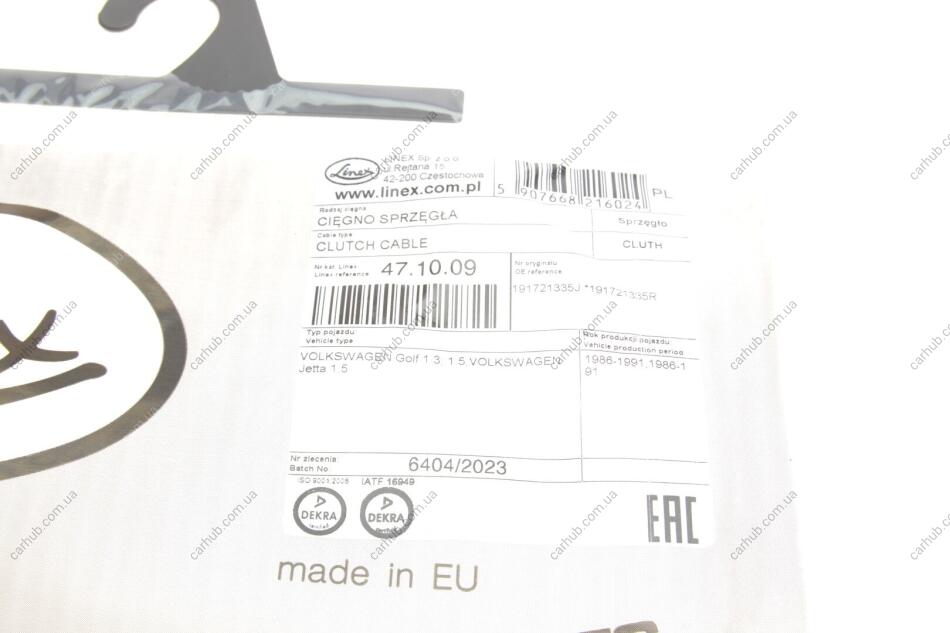 Linex
LINEX Sp. z o.o.
ul Rejtana 15
42-200 Częstochowa
www.linex.com.pl
5 907668 216024
PL
Rodzaj cięgna
CIĘGNO SPRZĘGŁA
Sprzęgło
Cable type
CLUTCH CABLE
CLUTH
Nr kat. Linex
Linex reference
47.10.09
Nr oryginału
OE reference
191721335J *191721335R
Typ pojazdu
Vehicle type
Rok produkcji pojazdu
Vehicle production period
VOLKSWAGEN Golf 1.3, 1.5,VOLKSWAGEN
Jetta 1.5
1986-1991,1986-1
91
Nr zlecenia:
Batch No:
6404/2023
ISO 9001:2008
IATF 16949
DEKRA
DEKRA
EAC
made in EU
carhub.com.ua